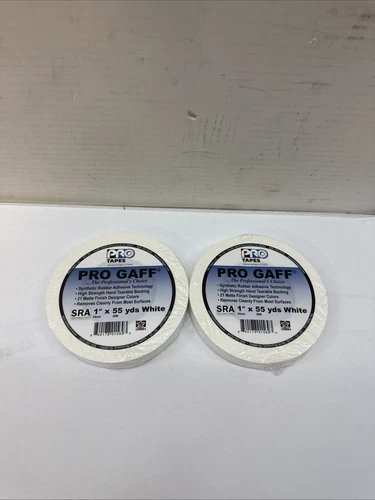 PRO
TAPES
PRO GAFF®
...The Professional's Choice
• Synthetic Rubber Adhesive Technology
• High Strength Hand Tearable Backing
• 21 Matte Finish Designer Colors
• Removes Cleanly From Most Surfaces
SRA 1" x 55 yds White
PRO
TAPES
PRO GAFF®
...The Professional's Choice
• Synthetic Rubber Adhesive Technology
• High Strength Hand Tearable Backing
• 21 Matte Finish Designer Colors
• Removes Cleanly From Most Surfaces
SRA 1" x 55 yds White